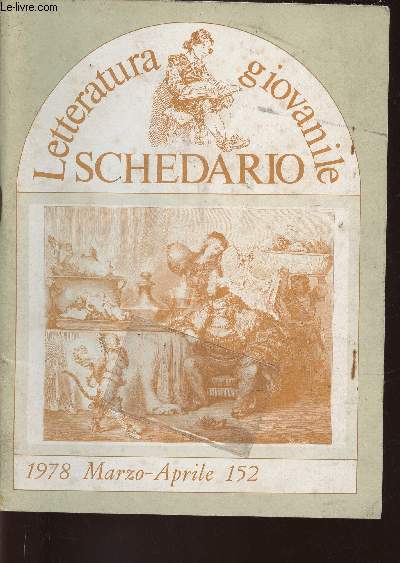 Le-livre.com
Letteratura giovanile
SCHEDARIO
1978 Marzo-Aprile 152